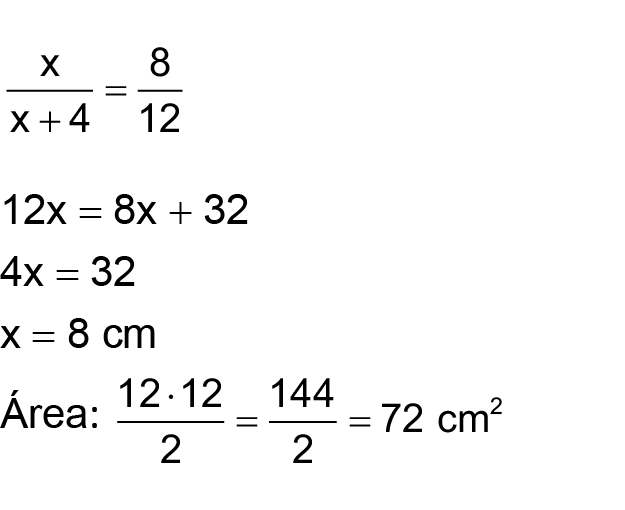 x/(x + 4) = 8/12
12x = 8x + 32
4x = 32
x = 8 cm
Área: (12·12)/2 = 144/2 = 72 cm²